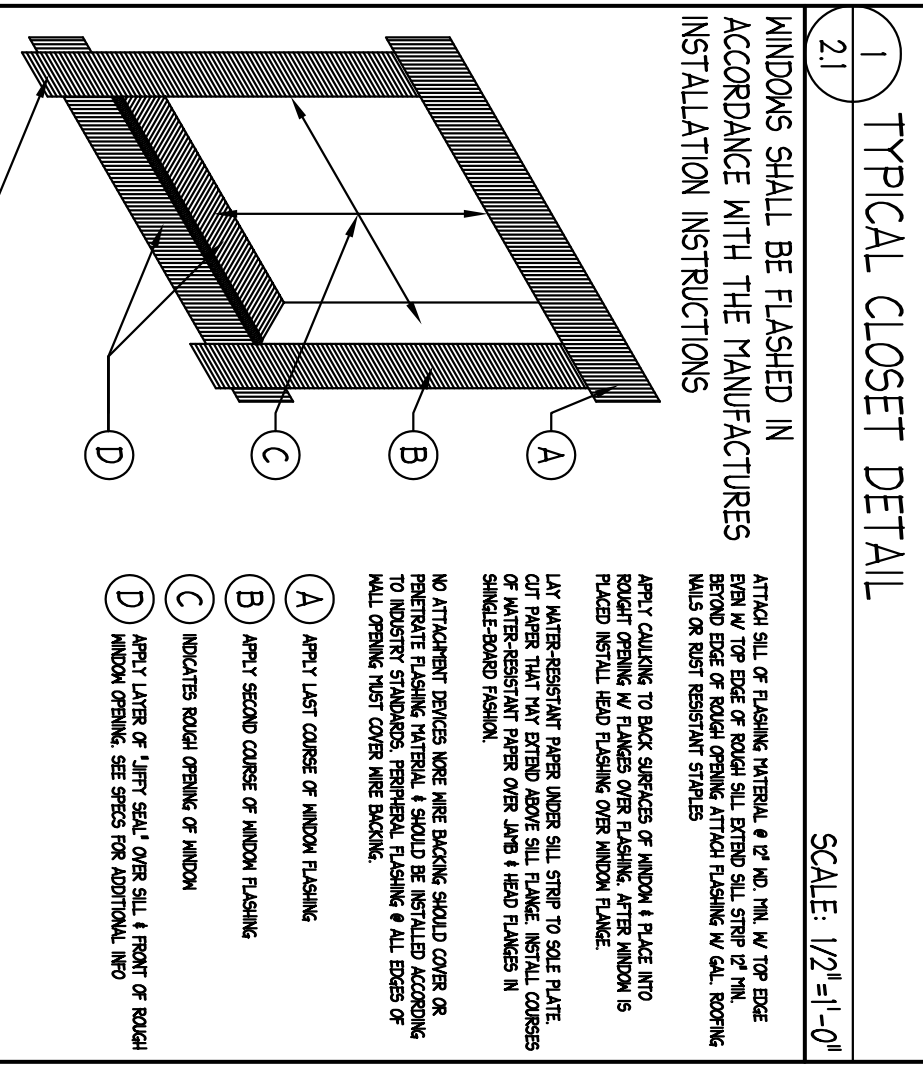 1
2.1
TYPICAL CLOSET DETAIL
SCALE: 1/2"=1'-0"
WINDOWS SHALL BE FLASHED IN
ACCORDANCE WITH THE MANUFACTURES
INSTALLATION INSTRUCTIONS
ATTACH SILL OF FLASHING MATERIAL @ 12" WD. MIN. W/ TOP EDGE
EVEN W/ TOP EDGE OF ROUGH SILL EXTEND SILL STRIP 12" MIN.
BEYOND EDGE OF ROUGH OPENING ATTACH FLASHING W/ GAL. ROOFING
NAILS OR RUST RESISTANT STAPLES
APPLY CAULKING TO BACK SURFACES OF WINDOW & PLACE INTO
ROUGHT OPENING W/ FLANGES OVER FLASHING. AFTER WINDOW IS
PLACED INSTALL HEAD FLASHING OVER WINDOW FLANGE.
LAY WATER-RESISTANT PAPER UNDER SILL STRIP TO SOLE PLATE.
CUT PAPER THAT MAY EXTEND ABOVE SILL FLANGE. INSTALL COURSES
OF WATER-RESISTANT PAPER OVER JAMB & HEAD FLANGES IN
SHINGLE-BOARD FASHION.
NO ATTACHMENT DEVICES NORE WIRE BACKING SHOULD COVER OR
PENETRATE FLASHING MATERIAL & SHOULD BE INSTALLED ACCORDING
TO INDUSTRY STANDARDS. PERIPHERAL FLASHING @ ALL EDGES OF
WALL OPENING MUST COVER WIRE BACKING.
A
B
C
D
A APPLY LAST COURSE OF WINDOW FLASHING
B APPLY SECOND COURSE OF WINDOW FLASHING
C INDICATES ROUGH OPENING OF WINDOW
D APPLY LAYER OF "JIFFY SEAL" OVER SILL & FRONT OF ROUGH
WINDOW OPENING. SEE SPECS FOR ADDITIONAL INFO